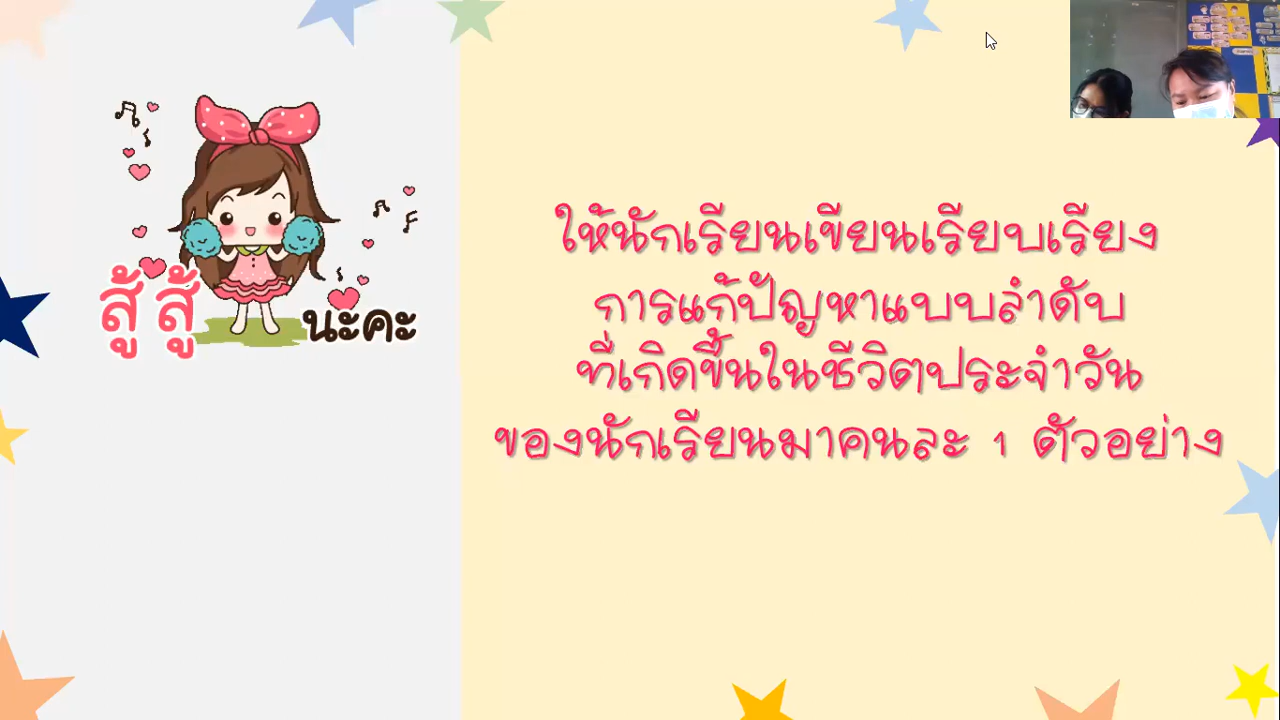 สู้ สู้ นะคะ
ให้นักเรียนเขียนเรียบเรียง
การแก้ปัญหาแบบลำดับ
ที่เกิดขึ้นในชีวิตประจำวัน
ของนักเรียนมาคนละ 1 ตัวอย่าง